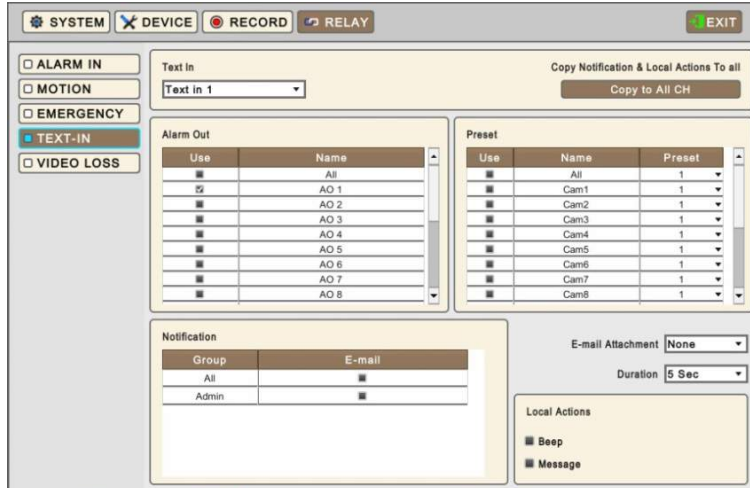 SYSTEM DEVICE RECORD RELAY EXIT
ALARM IN
MOTION
EMERGENCY
TEXT-IN
VIDEO LOSS
Text In
Text in 1
Copy Notification & Local Actions To all
Copy to All CH
Alarm Out
Use Name
All
AO 1
AO 2
AO 3
AO 4
AO 5
AO 6
AO 7
AO 8
Preset
Use Name Preset
All 1
Cam1 1
Cam2 1
Cam3 1
Cam4 1
Cam5 1
Cam6 1
Cam7 1
Cam8 1
Notification
Group E-mail
All
Admin
E-mail Attachment None
Duration 5 Sec
Local Actions
Beep
Message